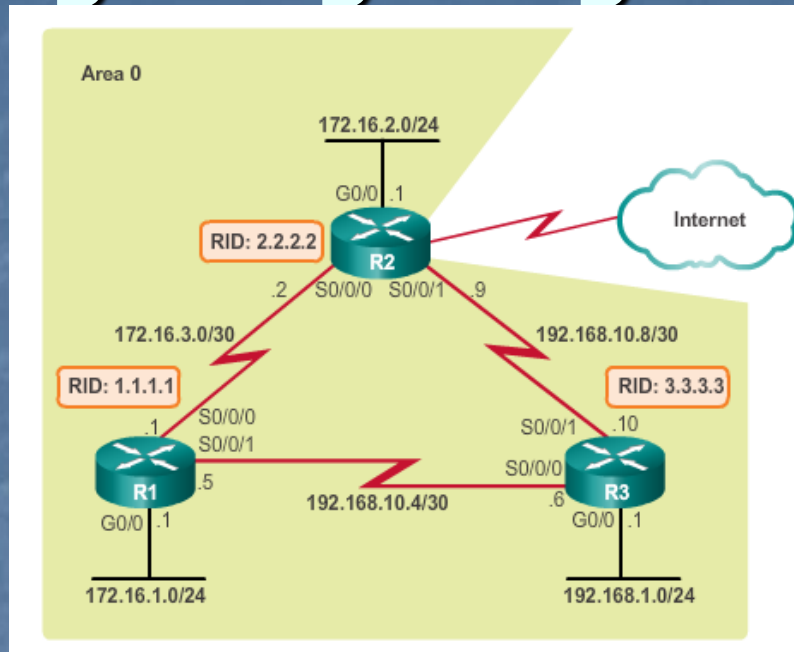 Area 0
172.16.2.0/24
G0/0 .1
Internet
RID: 2.2.2.2
R2
.2 S0/0/0 S0/0/1 .9
172.16.3.0/30
192.168.10.8/30
RID: 1.1.1.1
RID: 3.3.3.3
.1 S0/0/0
S0/0/1 .10
S0/0/1
S0/0/0
R1
.5
192.168.10.4/30
.6
R3
G0/0 .1
G0/0 .1
172.16.1.0/24
192.168.1.0/24